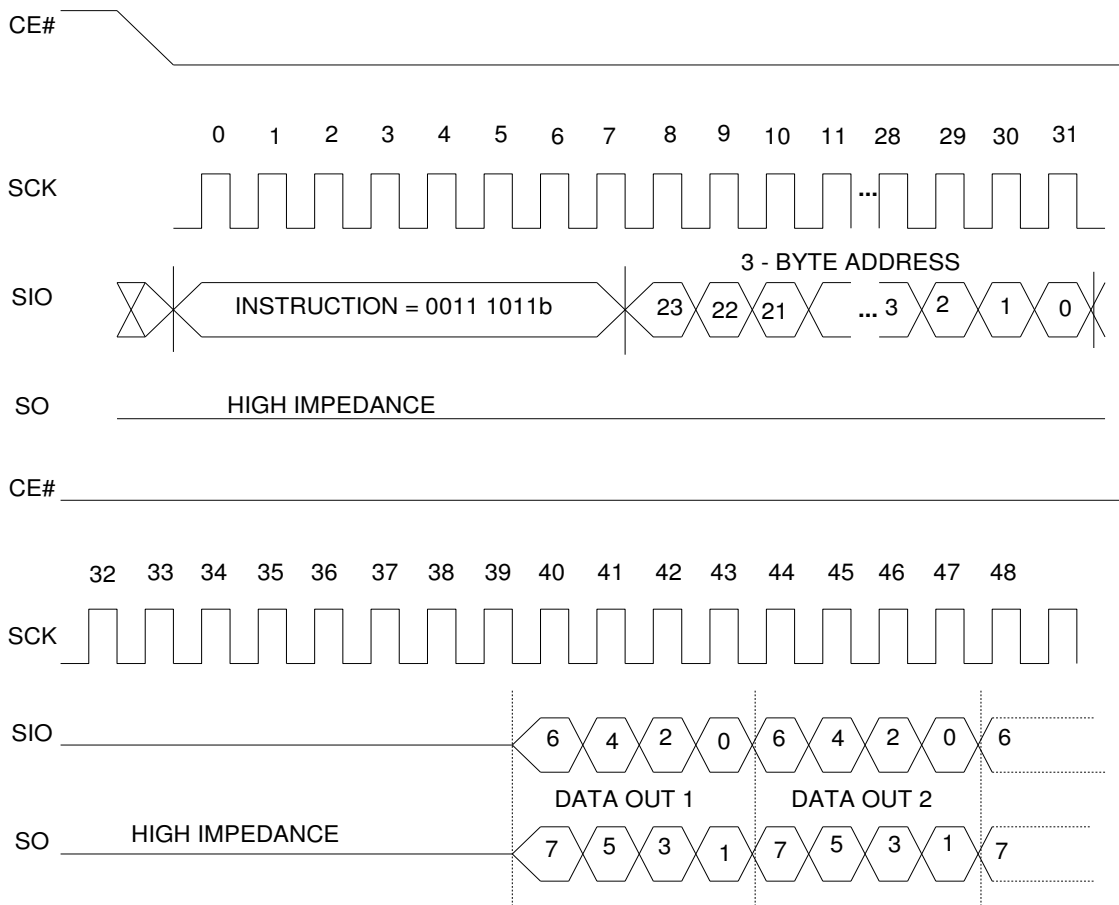 CE#
0 1 2 3 4 5 6 7 8 9 10 11 28 29 30 31
SCK ...
3 - BYTE ADDRESS
SIO INSTRUCTION = 0011 1011b 23 22 21 ... 3 2 1 0
SO HIGH IMPEDANCE
CE#
32 33 34 35 36 37 38 39 40 41 42 43 44 45 46 47 48
SCK
SIO 6 4 2 0 6 4 2 0 6
DATA OUT 1 DATA OUT 2
SO HIGH IMPEDANCE 7 5 3 1 7 5 3 1 7